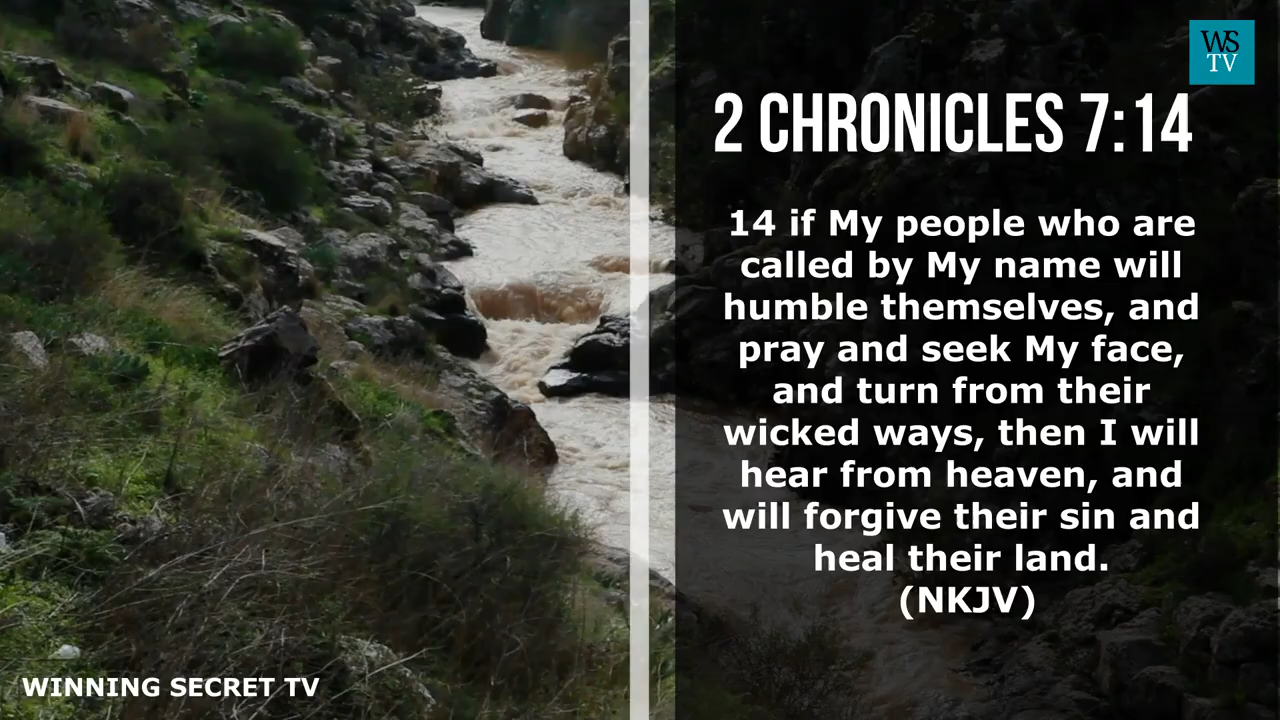 WS
TV
2 CHRONICLES 7:14
14 if My people who are
called by My name will
humble themselves, and
pray and seek My face,
and turn from their
wicked ways, then I will
hear from heaven, and
will forgive their sin and
heal their land.
(NKJV)
WINNING SECRET TV